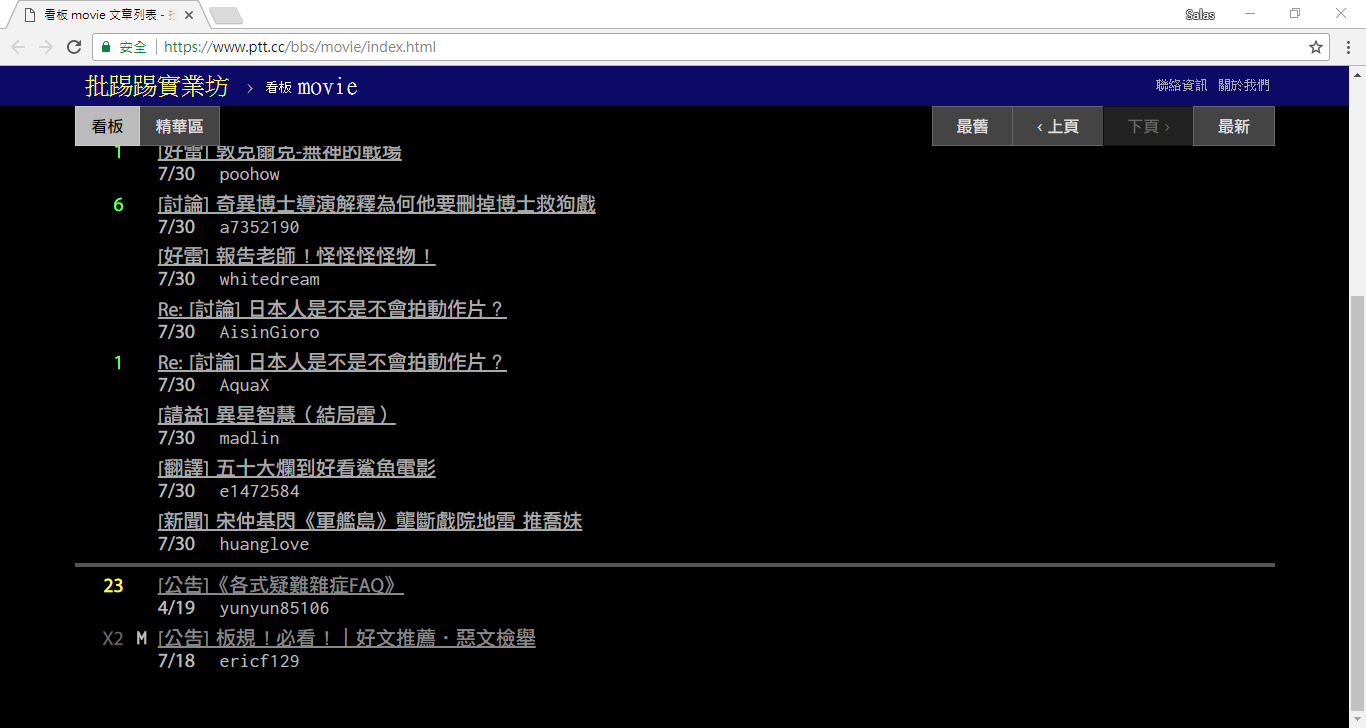 看板 movie 文章列表 -
Salas
安全 https://www.ptt.cc/bbs/movie/index.html
批踢踢實業坊 › 看板 movie 聯絡資訊 關於我們
看板 精華區 最舊 ‹ 上頁 下頁 › 最新
1 [好雷] 敦克爾克-無神的戰場
7/30 poohow
6 [討論] 奇異博士導演解釋為何他要刪掉博士救狗戲
7/30 a7352190
[好雷] 報告老師！怪怪怪怪物！
7/30 whitedream
Re: [討論] 日本人是不是不會拍動作片？
7/30 AisinGioro
1 Re: [討論] 日本人是不是不會拍動作片？
7/30 AquaX
[請益] 異星智慧（結局雷）
7/30 madlin
[翻譯] 五十大爛到好看鯊魚電影
7/30 e1472584
[新聞] 宋仲基閃《軍艦島》壟斷戲院地雷 推喬妹
7/30 huanglove
23 [公告]《各式疑難雜症FAQ》
4/19 yunyun85106
X2 M [公告] 板規！必看！｜好文推薦．惡文檢舉
7/18 ericf129